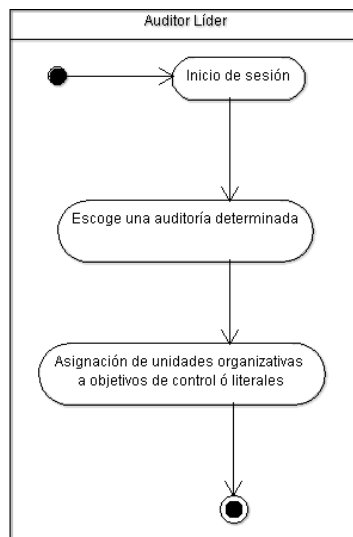 Auditor Líder
Inicio de sesión
Escoge una auditoría determinada
Asignación de unidades organizativas
a objetivos de control ó literales